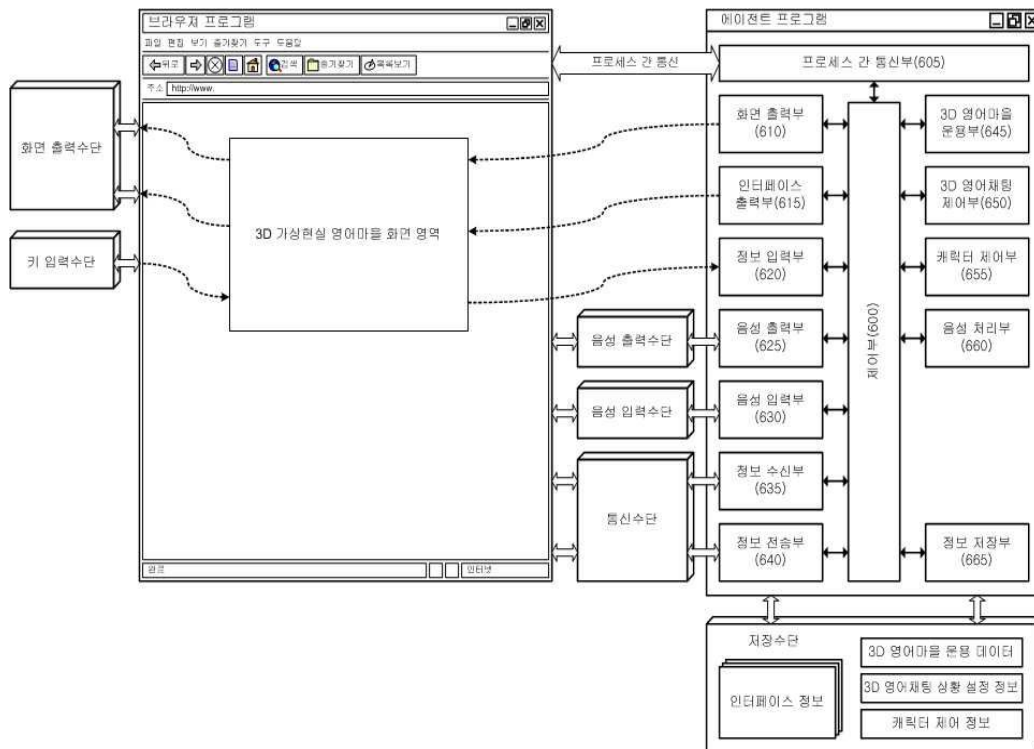 브라우져 프로그램
파일 편집 보기 즐겨찾기 도구 도움말
뒤로 검색 즐겨찾기 목록보기
주소 http://www.
화면 출력수단
키 입력수단
3D 가상현실 영어마을 화면 영역
완료
인터넷
프로세스 간 통신
음성 출력수단
음성 입력수단
통신수단
에이전트 프로그램
프로세스 간 통신부(605)
화면 출력부
(610)
인터페이스
출력부(615)
정보 입력부
(620)
음성 출력부
(625)
음성 입력부
(630)
정보 수신부
(635)
정보 전송부
(640)
제어부(600)
3D 영어마을
운용부(645)
3D 영어채팅
제어부(650)
캐릭터 제어부
(655)
음성 처리부
(660)
정보 저장부
(665)
저장수단
인터페이스 정보
3D 영어마을 운용 데이터
3D 영어채팅 상황 설정 정보
캐릭터 제어 정보